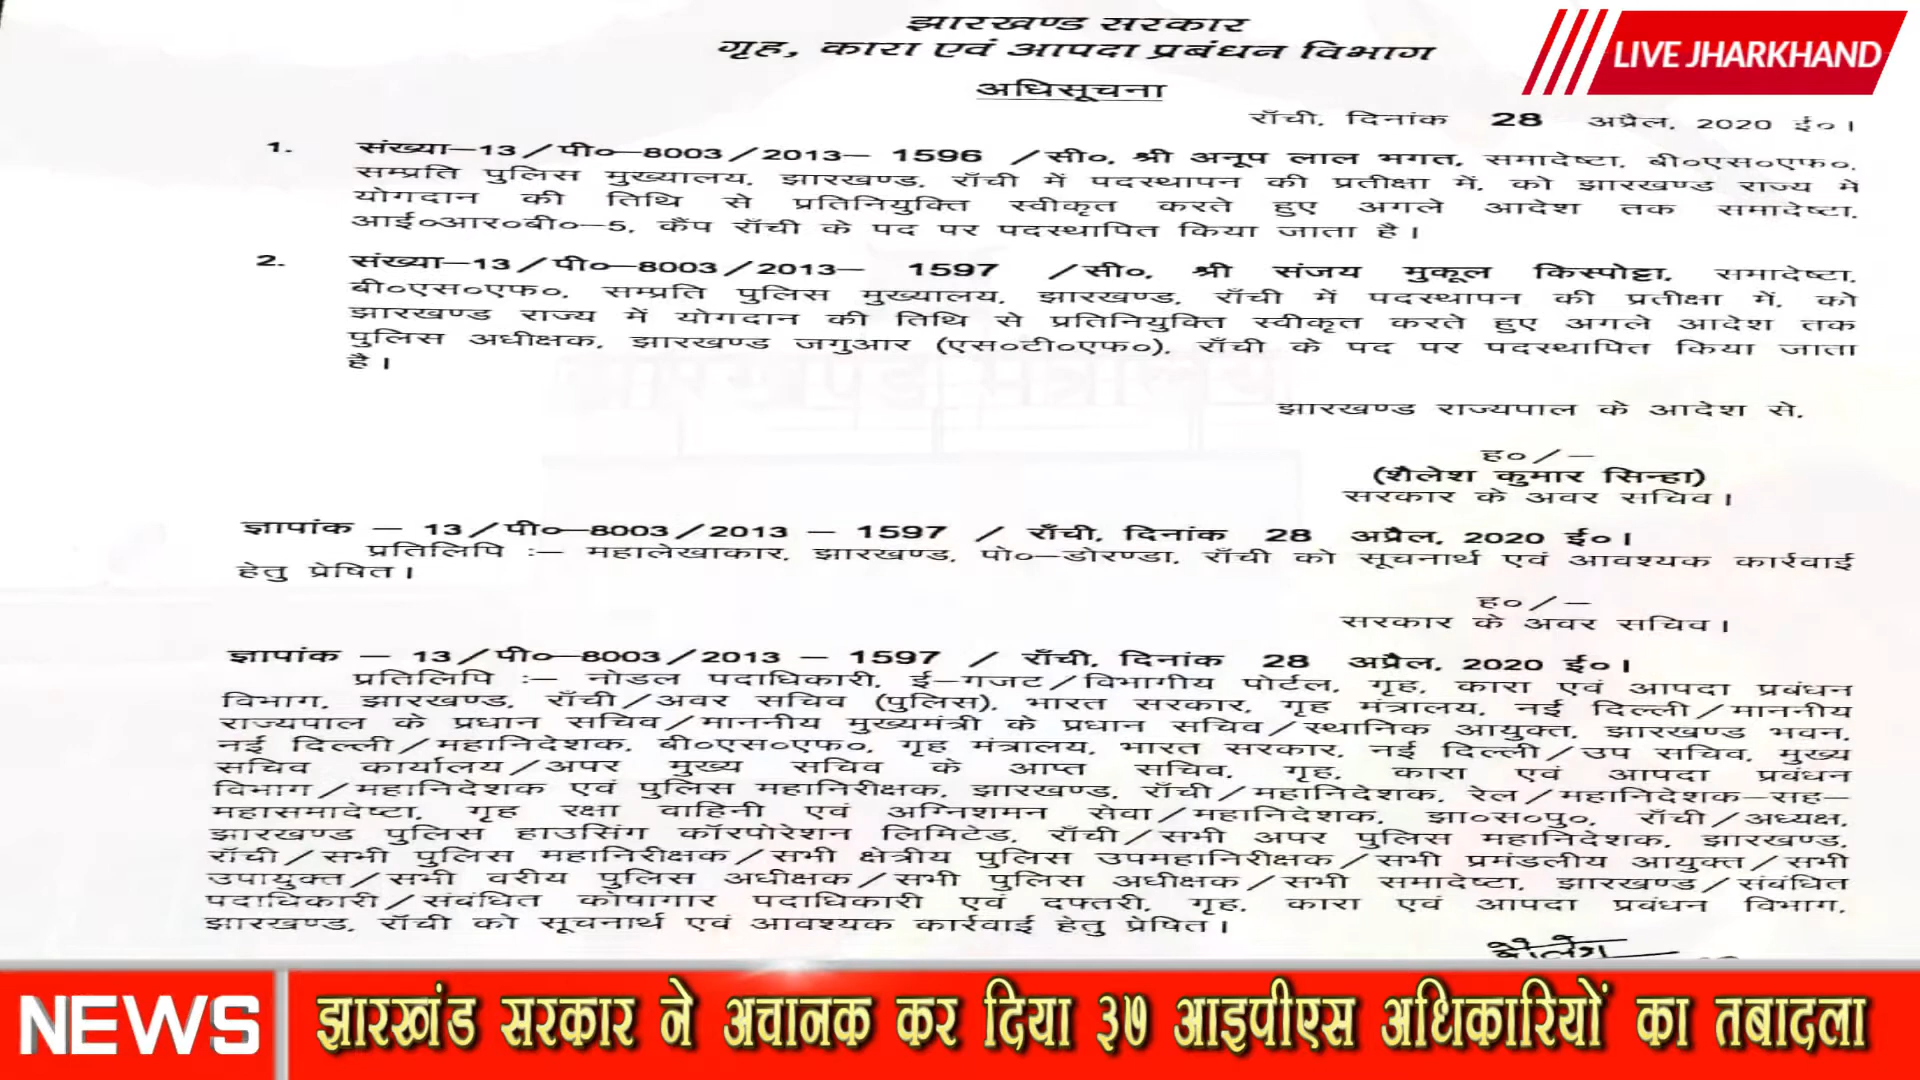 झारखण्ड सरकार
गृह, कारा एवं आपदा प्रबंधन विभाग
LIVE JHARKHAND
अधिसूचना
राँची, दिनांक 28 अप्रैल, 2020 ई०।
1. संख्या–13/पी०–8003/2013– 1596 /सी०, श्री अनूप लाल भगत, समादेष्टा, बी०एस०एफ०,
सम्प्रति पुलिस मुख्यालय, झारखण्ड, राँची में पदस्थापन की प्रतीक्षा में, को झारखण्ड राज्य में
योगदान की तिथि से प्रतिनियुक्ति स्वीकृत करते हुए अगले आदेश तक समादेष्टा,
आई०आर०बी०–5, कैंप राँची के पद पर पदस्थापित किया जाता है।
2. संख्या–13/पी०–8003/2013– 1597 /सी०, श्री संजय मुकूल किस्पोट्टा, समादेष्टा,
बी०एस०एफ०, सम्प्रति पुलिस मुख्यालय, झारखण्ड, राँची में पदस्थापन की प्रतीक्षा में, को
झारखण्ड राज्य में योगदान की तिथि से प्रतिनियुक्ति स्वीकृत करते हुए अगले आदेश तक
पुलिस अधीक्षक, झारखण्ड जगुआर (एस०टी०एफ०), राँची के पद पर पदस्थापित किया जाता
है।
झारखण्ड राज्यपाल के आदेश से,
ह०/–
(शैलेश कुमार सिन्हा)
सरकार के अवर सचिव।
ज्ञापांक – 13/पी०–8003/2013 – 1597 / राँची, दिनांक 28 अप्रैल, 2020 ई०।
प्रतिलिपि :– महालेखाकार, झारखण्ड, पो०–डोरण्डा, राँची को सूचनार्थ एवं आवश्यक कार्रवाई
हेतु प्रेषित।
ह०/–
सरकार के अवर सचिव।
ज्ञापांक – 13/पी०–8003/2013 – 1597 / राँची, दिनांक 28 अप्रैल, 2020 ई०।
प्रतिलिपि :– नोडल पदाधिकारी, ई–गजट/विभागीय पोर्टल, गृह, कारा एवं आपदा प्रबंधन
विभाग, झारखण्ड, राँची/अवर सचिव (पुलिस), भारत सरकार, गृह मंत्रालय, नई दिल्ली/माननीय
राज्यपाल के प्रधान सचिव/माननीय मुख्यमंत्री के प्रधान सचिव/स्थानिक आयुक्त, झारखण्ड भवन,
नई दिल्ली/महानिदेशक, बी०एस०एफ०, गृह मंत्रालय, भारत सरकार, नई दिल्ली/उप सचिव, मुख्य
सचिव कार्यालय/अपर मुख्य सचिव के आप्त सचिव, गृह, कारा एवं आपदा प्रबंधन
विभाग/महानिदेशक एवं पुलिस महानिरीक्षक, झारखण्ड, राँची/महानिदेशक, रेल/महानिदेशक–सह–
महासमादेष्टा, गृह रक्षा वाहिनी एवं अग्निशमन सेवा/महानिदेशक, झा०स०पु०, राँची/अध्यक्ष,
झारखण्ड पुलिस हाउसिंग कॉरपोरेशन लिमिटेड, राँची/सभी अपर पुलिस महानिदेशक, झारखण्ड,
राँची/सभी पुलिस महानिरीक्षक/सभी क्षेत्रीय पुलिस उपमहानिरीक्षक/सभी प्रमंडलीय आयुक्त/सभी
उपायुक्त/सभी वरीय पुलिस अधीक्षक/सभी पुलिस अधीक्षक/सभी समादेष्टा, झारखण्ड/संबंधित
पदाधिकारी/संबंधित कोषागार पदाधिकारी एवं दफ्तरी, गृह, कारा एवं आपदा प्रबंधन विभाग,
झारखण्ड, राँची को सूचनार्थ एवं आवश्यक कार्रवाई हेतु प्रेषित।
शैलेश
NEWS झारखंड सरकार ने अचानक कर दिया ३७ आइपीएस अधिकारियों का तबादला